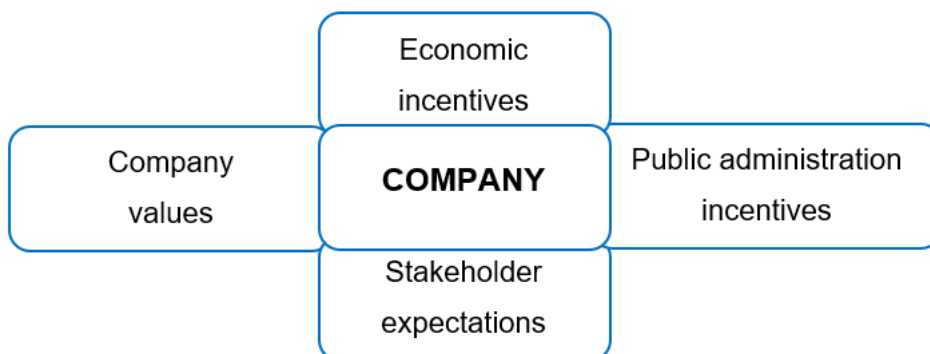 Economic
incentives
Company
values
COMPANY
Public administration
incentives
Stakeholder
expectations